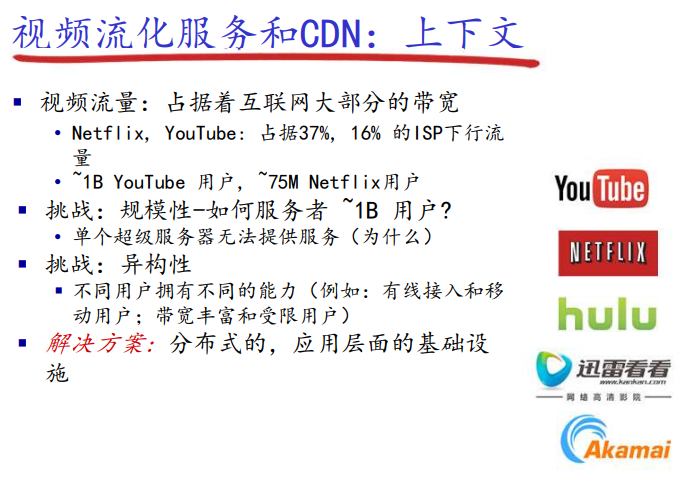 视频流化服务和CDN：上下文
视频流量：占据着互联网大部分的带宽
Netflix, YouTube: 占据37%, 16% 的ISP下行流
量
~1B YouTube 用户, ~75M Netflix用户
挑战：规模性-如何服务者 ~1B 用户?
单个超级服务器无法提供服务（为什么）
挑战：异构性
不同用户拥有不同的能力（例如：有线接入和移
动用户；带宽丰富和受限用户）
解决方案：分布式的，应用层面的基础设
施
YouTube
NETFLIX
hulu
迅雷看看
www.kankan.com
网络高清影院
Akamai